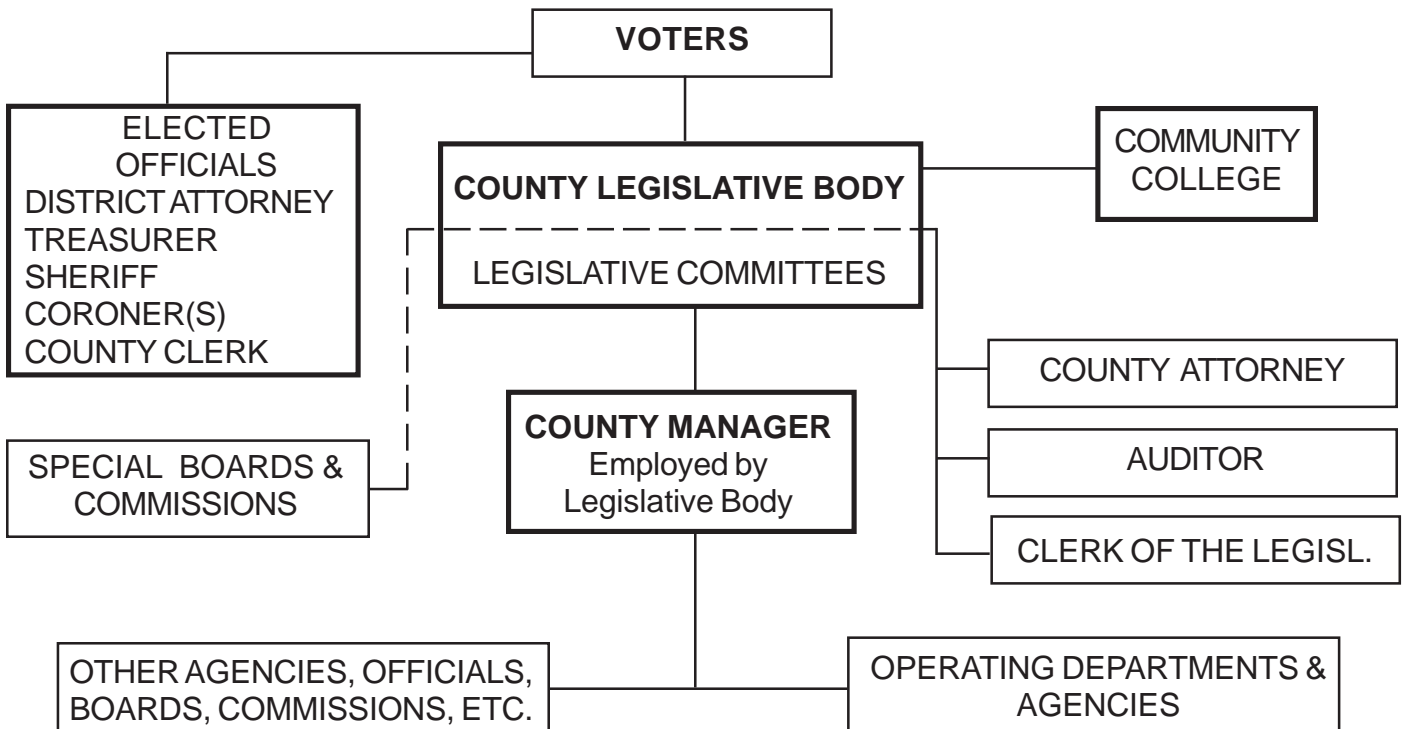 VOTERS
ELECTED
OFFICIALS
DISTRICT ATTORNEY
TREASURER
SHERIFF
CORONER(S)
COUNTY CLERK
COUNTY LEGISLATIVE BODY
LEGISLATIVE COMMITTEES
COMMUNITY
COLLEGE
SPECIAL BOARDS &
COMMISSIONS
COUNTY MANAGER
Employed by
Legislative Body
COUNTY ATTORNEY
AUDITOR
CLERK OF THE LEGISL.
OTHER AGENCIES, OFFICIALS,
BOARDS, COMMISSIONS, ETC.
OPERATING DEPARTMENTS &
AGENCIES